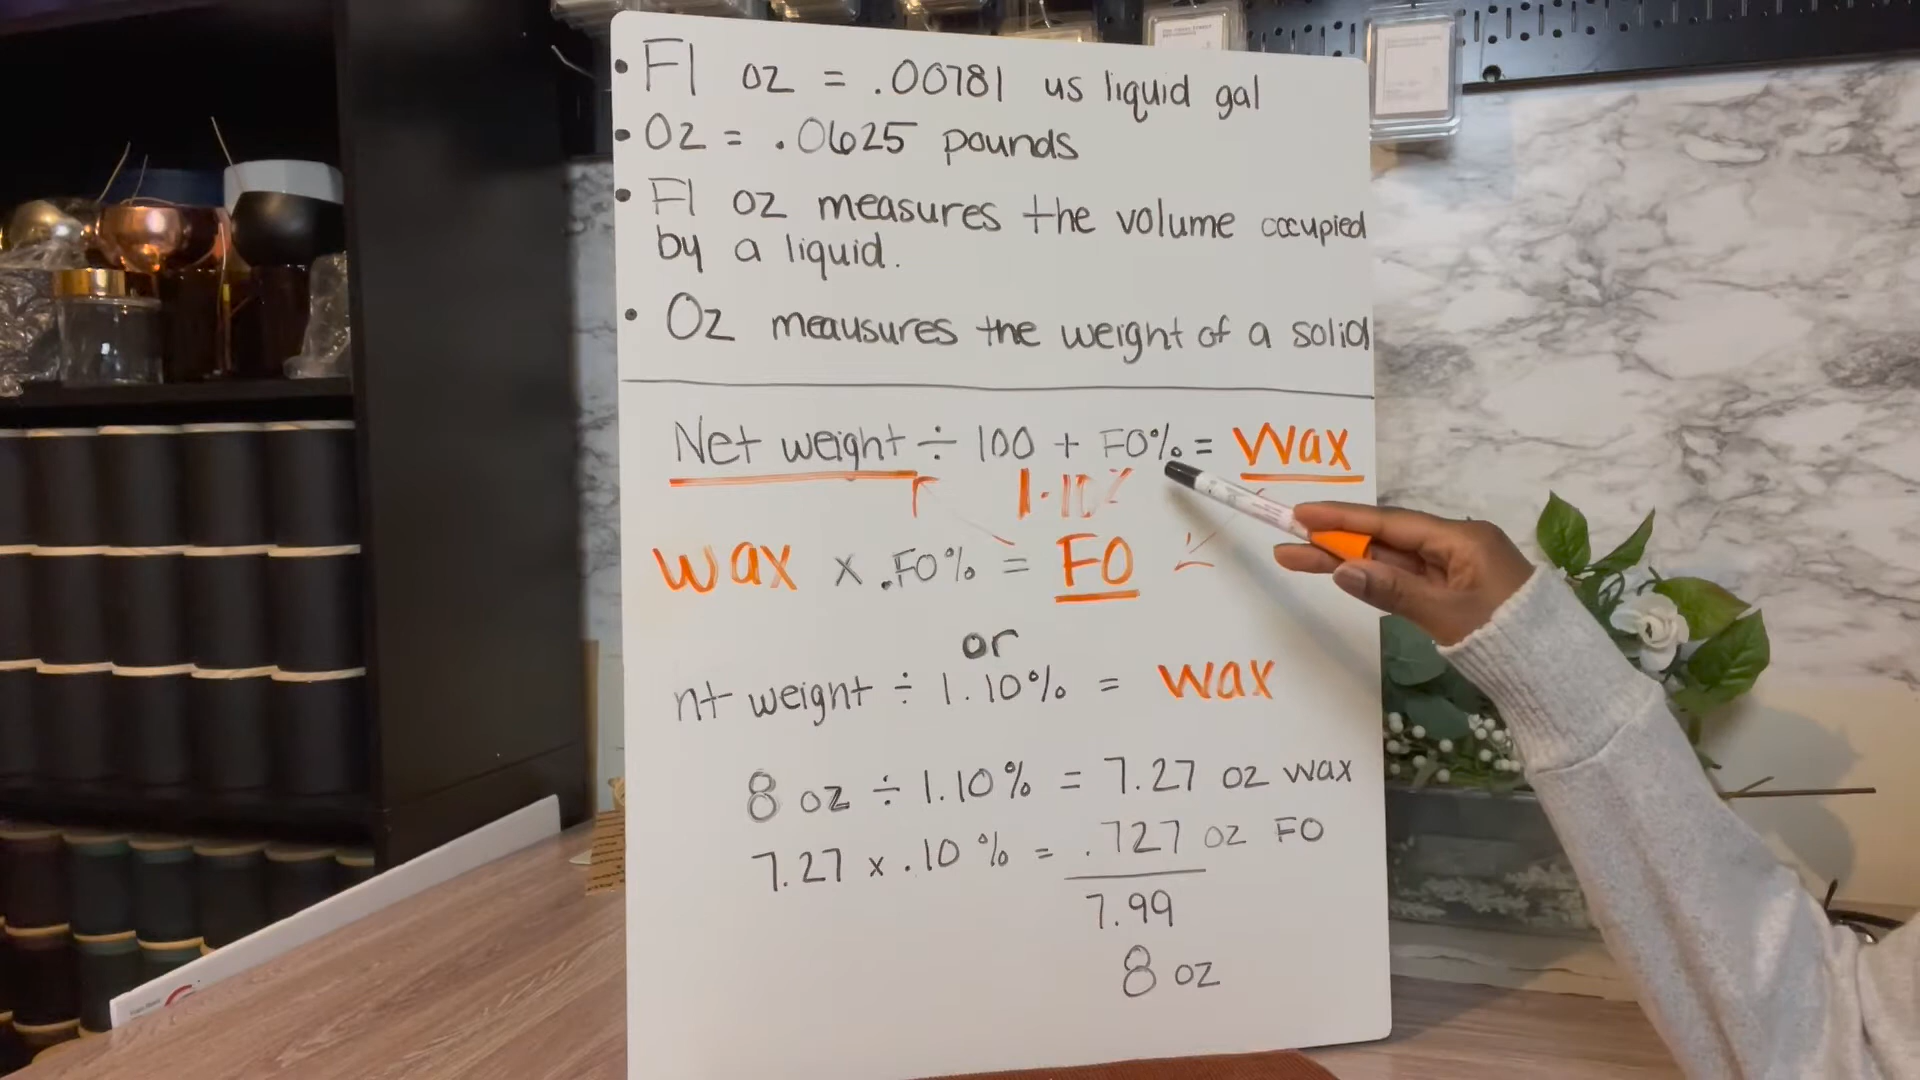 • Fl oz = .00781 us liquid gal
• Oz = .0625 pounds
• Fl oz measures the volume occupied
by a liquid.
• Oz meausures the weight of a solid
Net weight ÷ 100 + FO% = Wax
1.10%
wax x .FO% = FO
or
nt weight ÷ 1.10% = wax
8 oz ÷ 1.10% = 7.27 oz wax
7.27 x .10% = .727 oz FO
7.99
8 oz